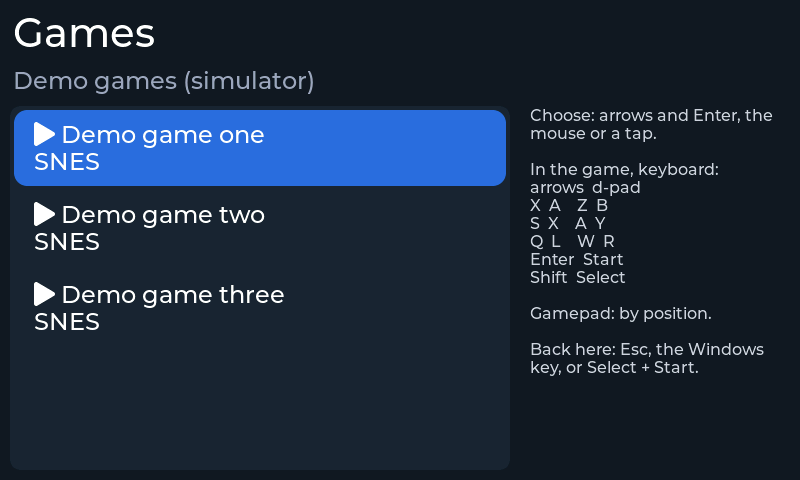 Games
Demo games (simulator)
Demo game one
SNES
Demo game two
SNES
Demo game three
SNES
Choose: arrows and Enter, the
mouse or a tap.
In the game, keyboard:
arrows  d-pad
X  A    Z  B
S  X    A  Y
Q  L    W  R
Enter  Start
Shift  Select
Gamepad: by position.
Back here: Esc, the Windows
key, or Select + Start.